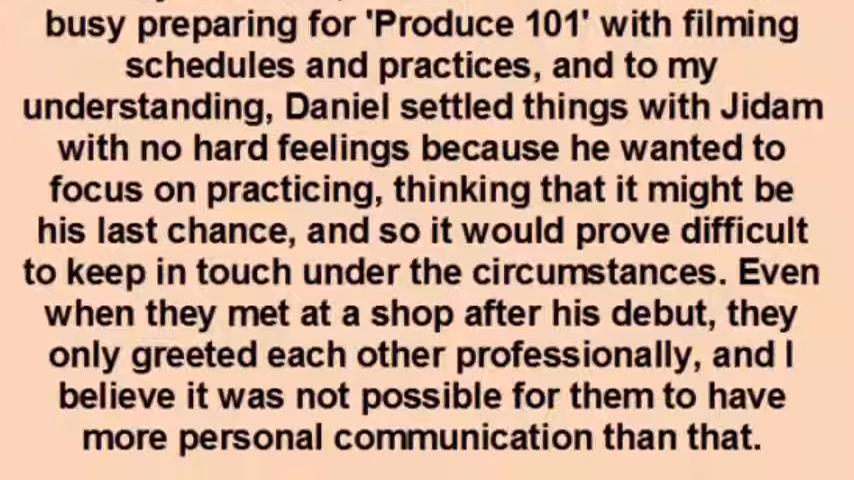 busy preparing for 'Produce 101' with filming
schedules and practices, and to my
understanding, Daniel settled things with Jidam
with no hard feelings because he wanted to
focus on practicing, thinking that it might be
his last chance, and so it would prove difficult
to keep in touch under the circumstances. Even
when they met at a shop after his debut, they
only greeted each other professionally, and I
believe it was not possible for them to have
more personal communication than that.